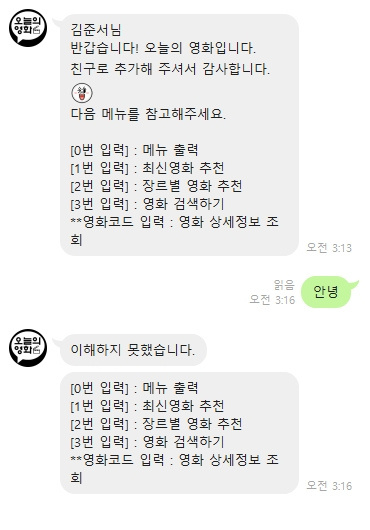 오늘의
영화
김준서님
반갑습니다! 오늘의 영화입니다.
친구로 추가해 주셔서 감사합니다.
다음 메뉴를 참고해주세요.
[0번 입력] : 메뉴 출력
[1번 입력] : 최신영화 추천
[2번 입력] : 장르별 영화 추천
[3번 입력] : 영화 검색하기
**영화코드 입력 : 영화 상세정보 조
회
오전 3:13
읽음
오전 3:16
안녕
오늘의
영화
이해하지 못했습니다.
[0번 입력] : 메뉴 출력
[1번 입력] : 최신영화 추천
[2번 입력] : 장르별 영화 추천
[3번 입력] : 영화 검색하기
**영화코드 입력 : 영화 상세정보 조
회
오전 3:16